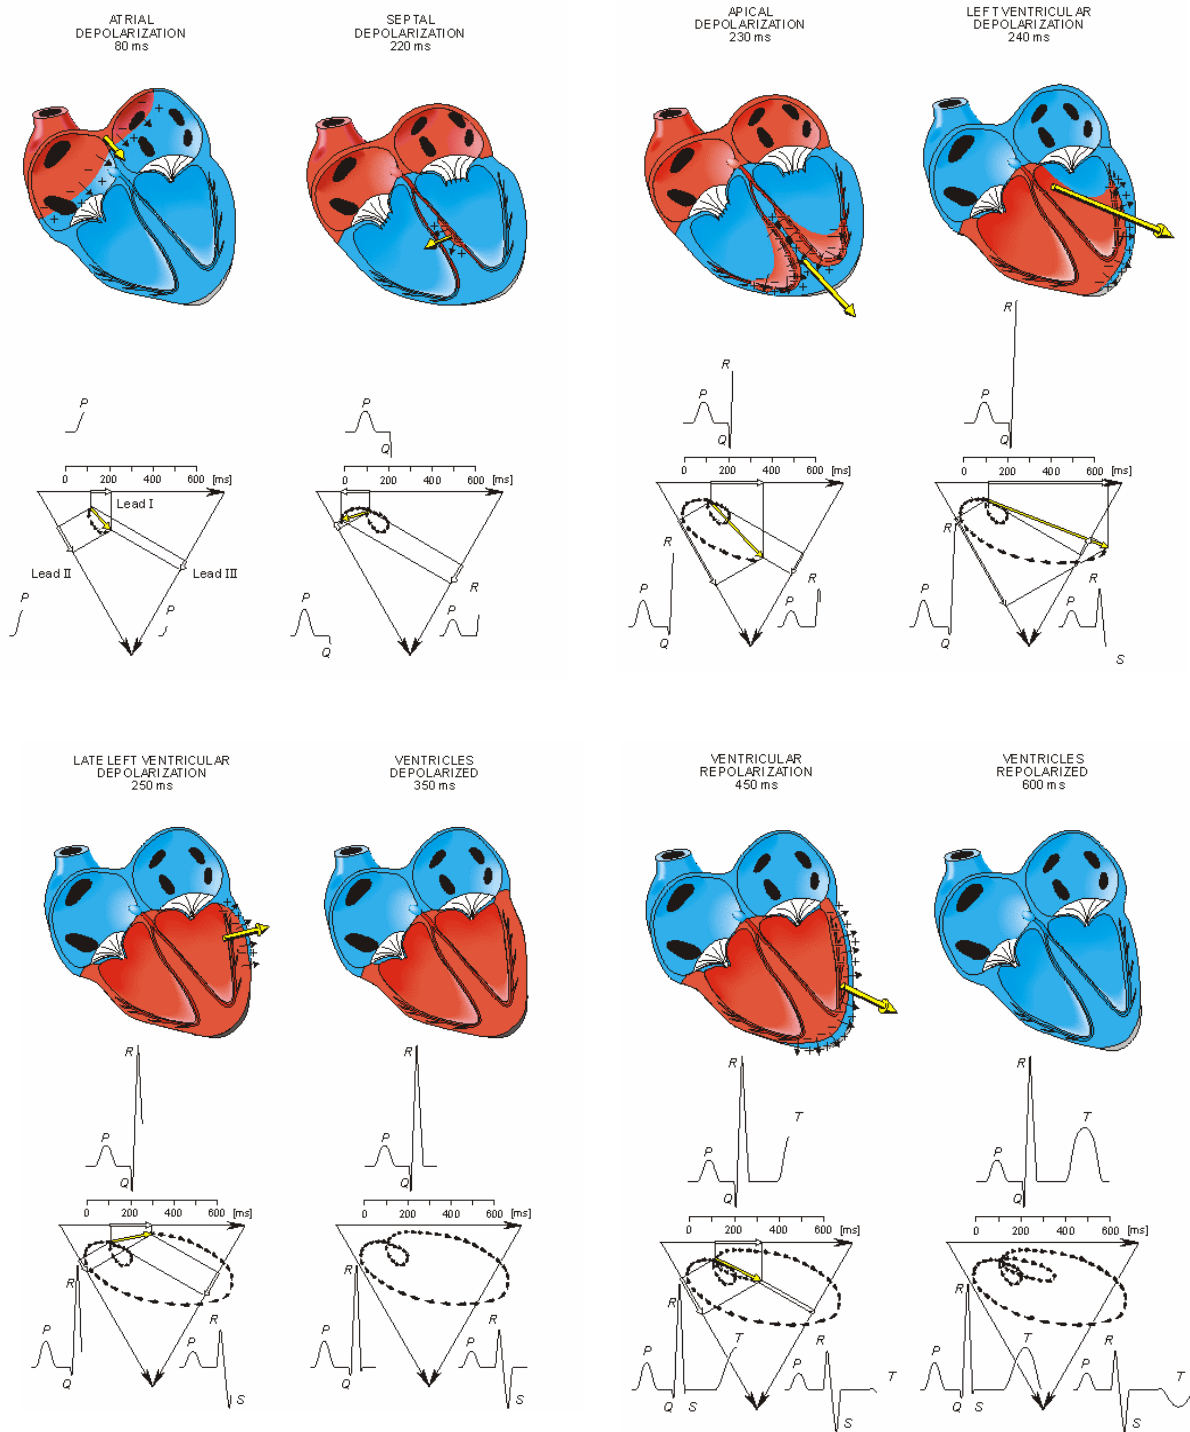 ATRIAL
DEPOLARIZATION
80 ms
SEPTAL
DEPOLARIZATION
220 ms
APICAL
DEPOLARIZATION
230 ms
LEFT VENTRICULAR
DEPOLARIZATION
240 ms
P
0 200 400 600 [ms]
Lead I
Lead II
Lead III
P
P
P
Q
0 200 400 600 [ms]
P
Q
P
R
P
R
Q
0 200 400 600 [ms]
R
P
Q
P
R
R
P
Q
0 200 400 600 [ms]
R
P
Q
P
R
S
LATE LEFT VENTRICULAR
DEPOLARIZATION
250 ms
VENTRICLES
DEPOLARIZED
350 ms
VENTRICULAR
REPOLARIZATION
450 ms
VENTRICLES
REPOLARIZED
600 ms
R
P
Q
0 200 400 600 [ms]
R
P
Q
P
R
S
R
P
Q
0 200 400 600 [ms]
R
P
Q
P
R
S
R
P
T
Q
0 200 400 600 [ms]
R
P
T
Q S
P
R
T
S
R
P
T
Q
0 200 400 600 [ms]
R
P
T
Q S
P
R
T
S